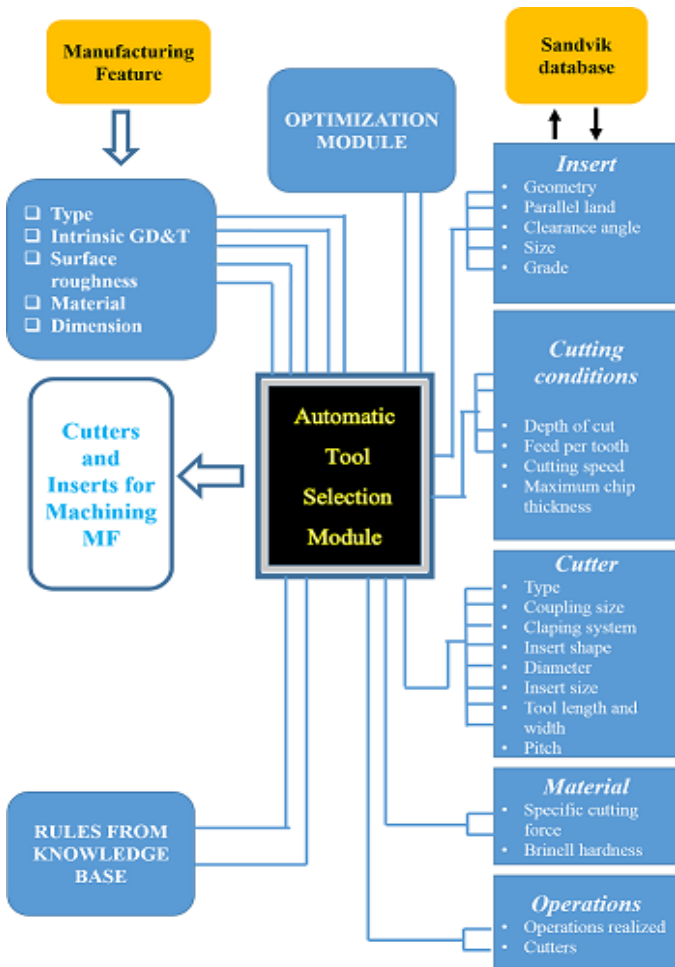 Manufacturing
Feature
❑ Type
❑ Intrinsic GD&T
❑ Surface
roughness
❑ Material
❑ Dimension
Cutters
and
Inserts for
Machining
MF
RULES FROM
KNOWLEDGE
BASE
OPTIMIZATION
MODULE
Automatic
Tool
Selection
Module
Sandvik
database
Insert
• Geometry
• Parallel land
• Clearance angle
• Size
• Grade
Cutting
conditions
• Depth of cut
• Feed per tooth
• Cutting speed
• Maximum chip
thickness
Cutter
• Type
• Coupling size
• Claping system
• Insert shape
• Diameter
• Insert size
• Tool length and
width
• Pitch
Material
• Specific cutting
force
• Brinell hardness
Operations
• Operations realized
• Cutters